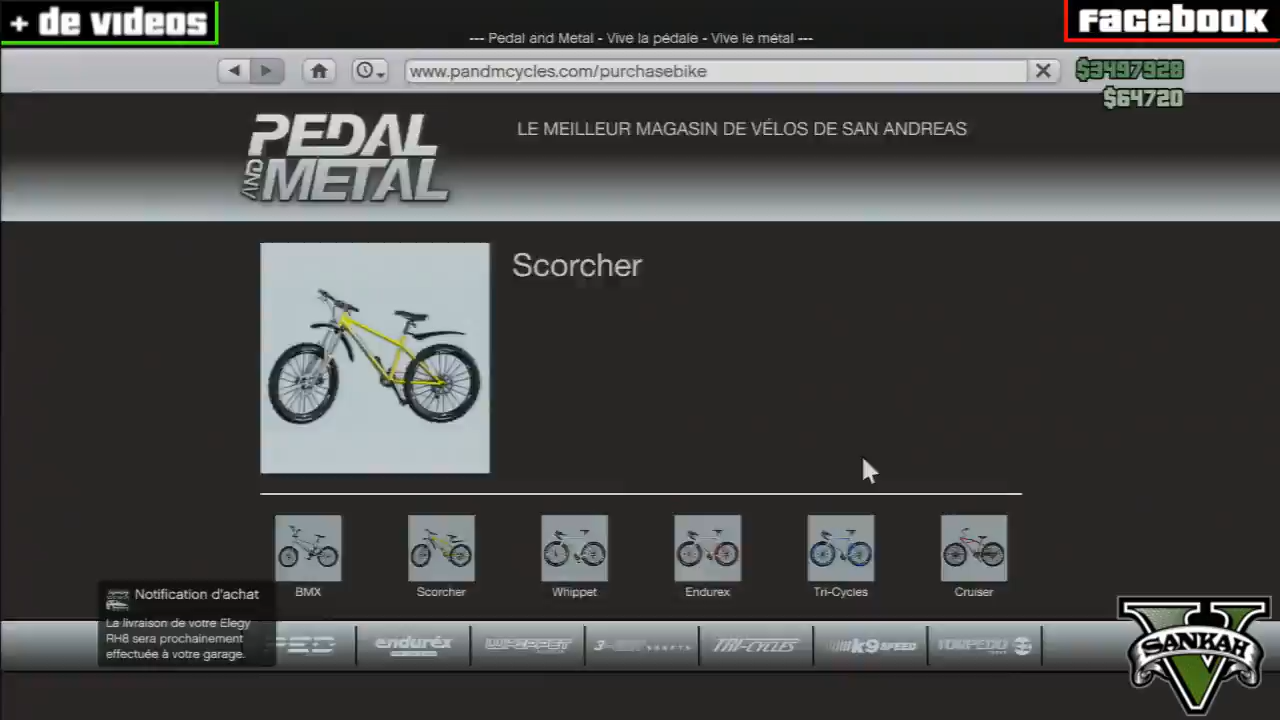 + de videos
facebook
--- Pedal and Metal - Vive la pédale - Vive le métal ---
www.pandmcycles.com/purchasebike
$3497928
$64720
PEDAL
AND METAL
LE MEILLEUR MAGASIN DE VÉLOS DE SAN ANDREAS
Scorcher
BMX
Scorcher
Whippet
Endurex
Tri-Cycles
Cruiser
Notification d'achat
La livraison de votre Elegy
RH8 sera prochainement
effectuée à votre garage.
endurex
WHIPPET
TRI-CYCLES
k9 SPEED
TORPEDO
SANKAH
V